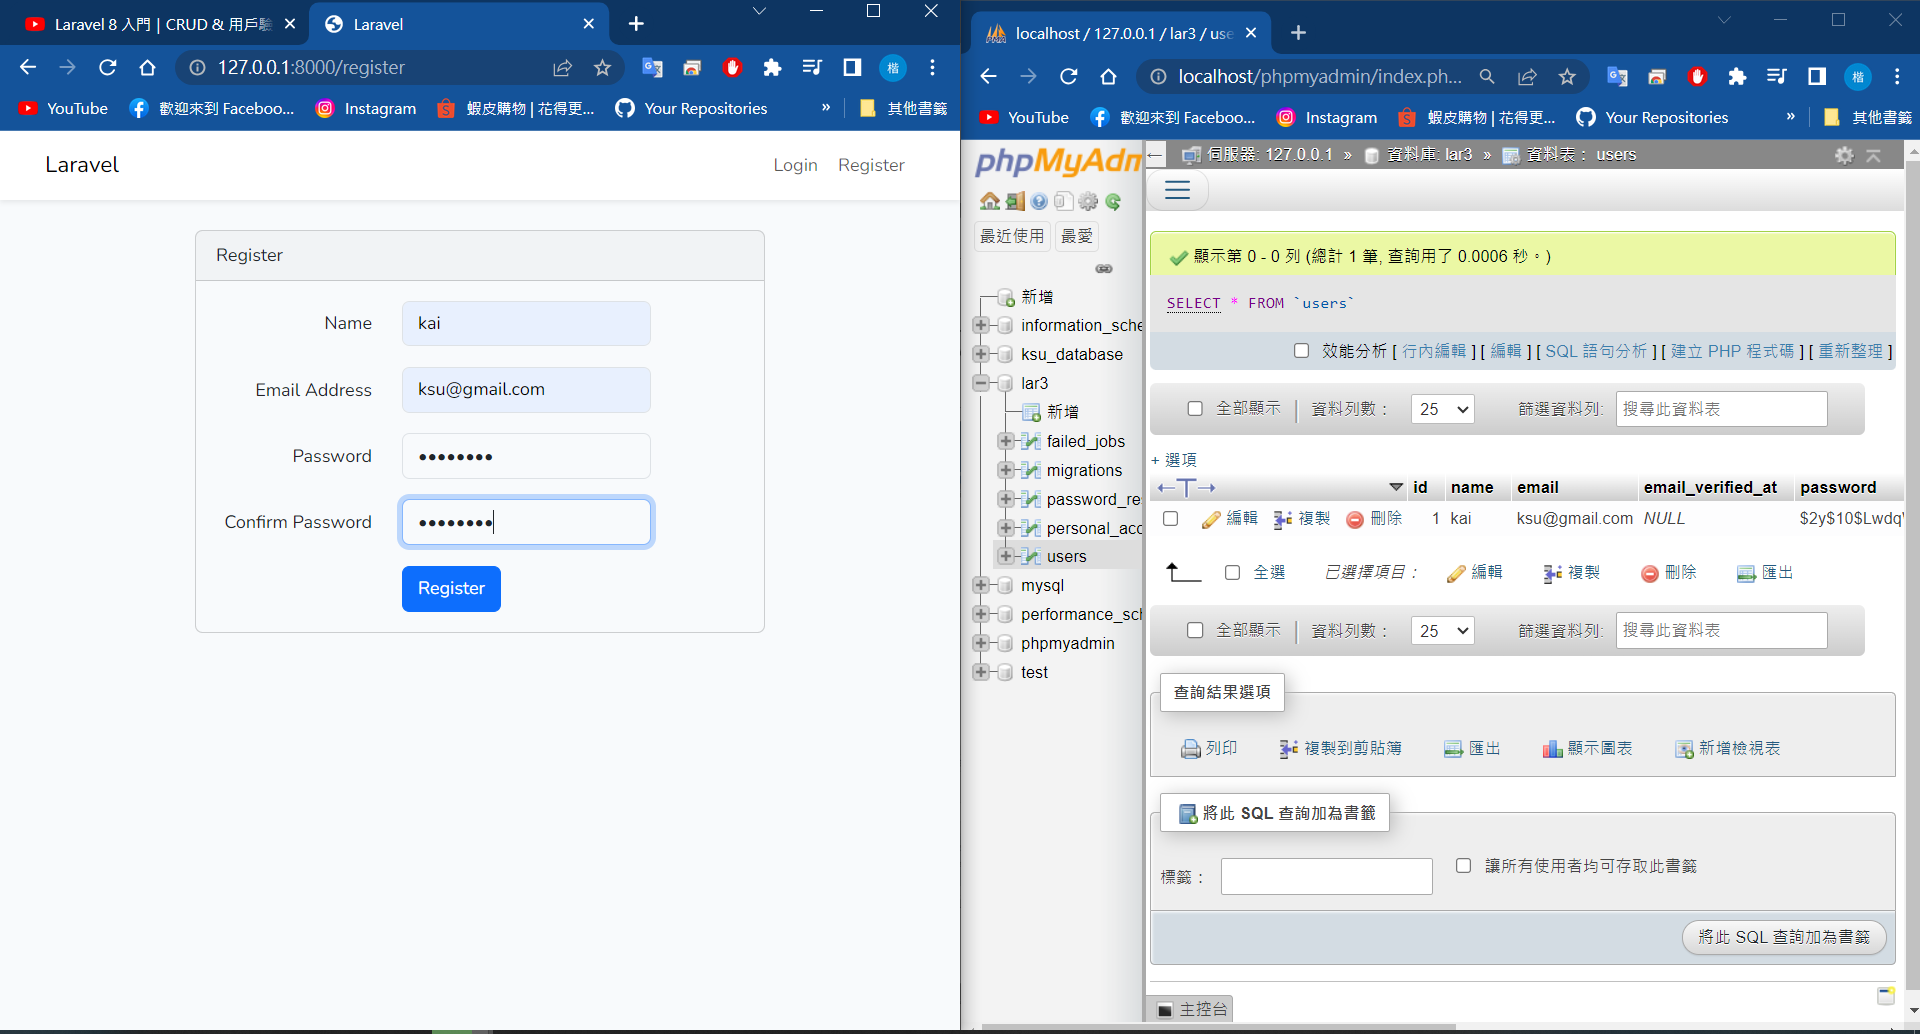 Laravel 8 入門 | CRUD & 用戶驗
Laravel
127.0.0.1:8000/register
楷
YouTube
歡迎來到 Faceboo...
Instagram
蝦皮購物 | 花得更...
Your Repositories
»
其他書籤
Laravel
Login
Register
Register
Name
kai
Email Address
ksu@gmail.com
Password
••••••••
Confirm Password
••••••••
Register
localhost / 127.0.0.1 / lar3 / use
localhost/phpmyadmin/index.ph...
楷
YouTube
歡迎來到 Faceboo...
Instagram
蝦皮購物 | 花得更...
Your Repositories
»
其他書籤
phpMyAdm
最近使用
最愛
新增
information_sche
ksu_database
lar3
新增
failed_jobs
migrations
password_re
personal_acc
users
mysql
performance_sch
phpmyadmin
test
伺服器: 127.0.0.1 » 資料庫: lar3 » 資料表： users
顯示第 0 - 0 列 (總計 1 筆, 查詢用了 0.0006 秒。)
SELECT * FROM `users`
效能分析 [ 行內編輯 ] [ 編輯 ] [ SQL 語句分析 ] [ 建立 PHP 程式碼 ] [ 重新整理 ]
全部顯示 | 資料列數： 25 篩選資料列: 搜尋此資料表
+ 選項
←T→ id name email email_verified_at password
編輯 複製 刪除 1 kai ksu@gmail.com NULL $2y$10$Lwdq
全選 已選擇項目： 編輯 複製 刪除 匯出
全部顯示 | 資料列數： 25 篩選資料列: 搜尋此資料表
查詢結果選項
列印 複製到剪貼簿 匯出 顯示圖表 新增檢視表
將此 SQL 查詢加為書籤
標籤： 讓所有使用者均可存取此書籤
將此 SQL 查詢加為書籤
主控台